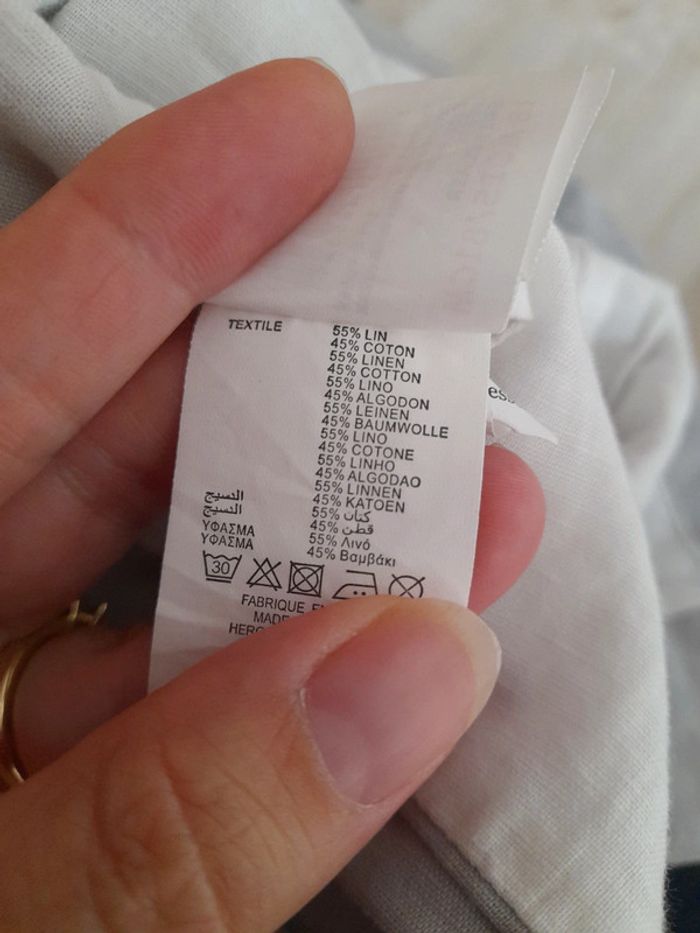 TEXTILE
55% LIN
45% COTON
55% LINEN
45% COTTON
55% LINO
45% ALGODON
55% LEINEN
45% BAUMWOLLE
55% LINO
45% COTONE
55% LINHO
45% ALGODAO
55% LINNEN
45% KATOEN
النسيج 55% كتان
النسيج 45% قطن
ΥΦΑΣΜΑ 55% Λινό
ΥΦΑΣΜΑ 45% Βαμβάκι
30
FABRIQUE
MADE